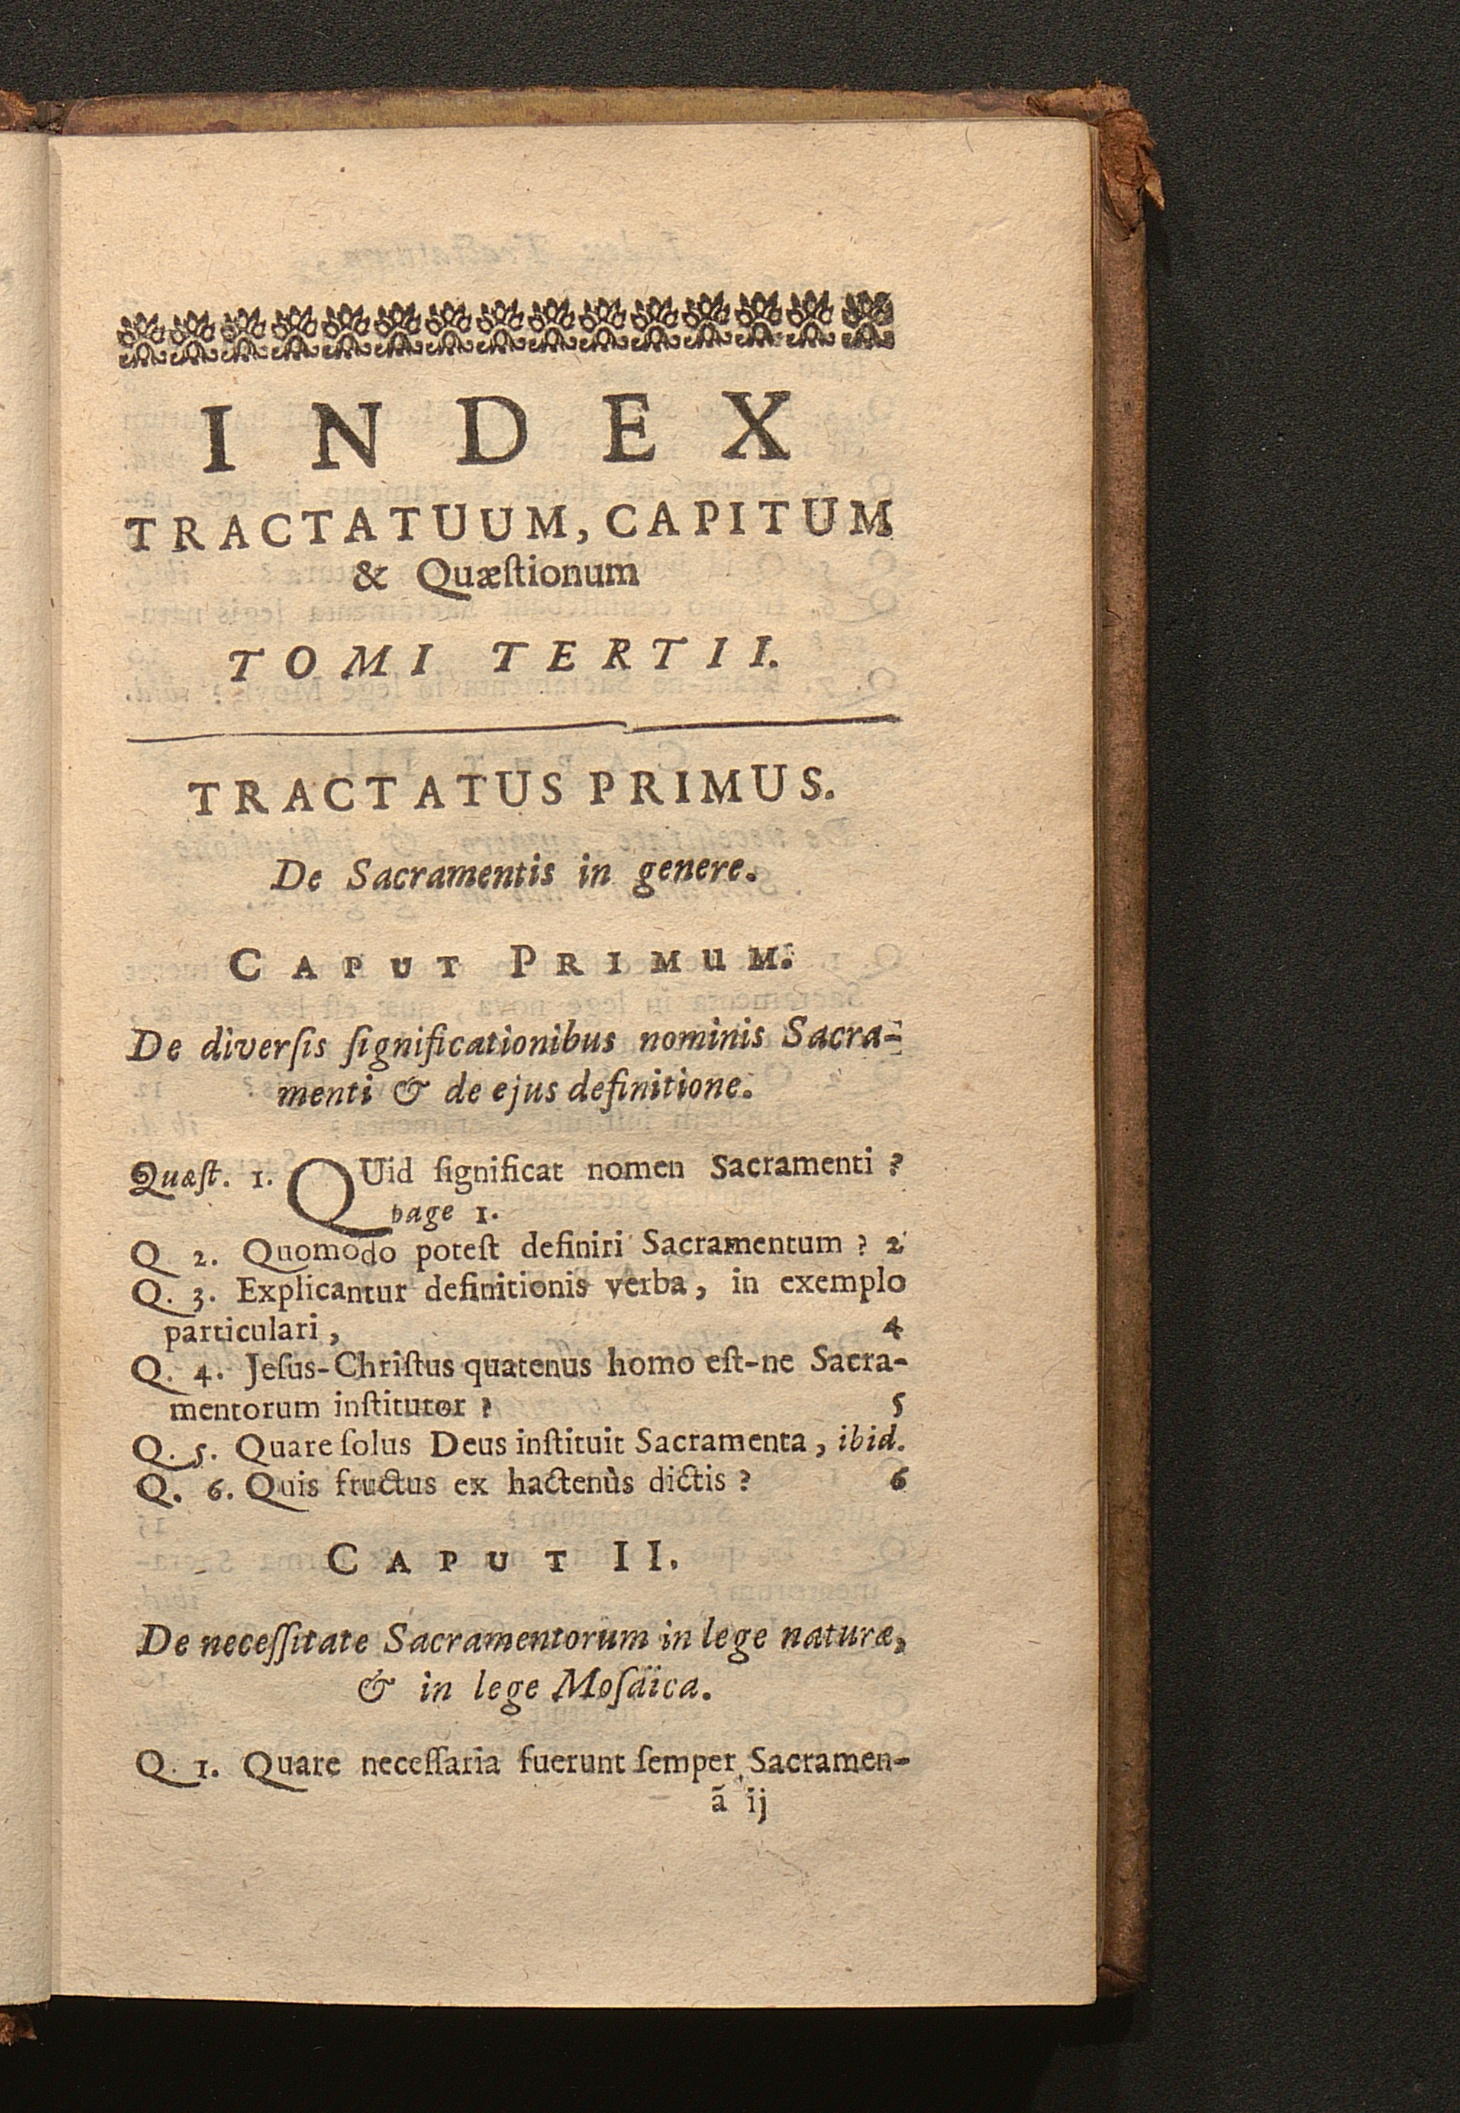 INDEX
TRACTATUUM, CAPITUM
& Quæſtionum
TOMI TERTII.
TRACTATUS PRIMUS.
De Sacramentis in genere.
CAPUT PRIMUM.
De diverſis ſignificationibus nominis Sacra-
menti & de ejus definitione.
Quæſt. 1. QUid ſignificat nomen Sacramenti ?
page 1.
Q 2. Quomodo poteſt definiri Sacramentum ? 2
Q. 3. Explicantur definitionis verba, in exemplo
particulari, 4
Q. 4. Jeſus-Chriſtus quatenus homo eſt-ne Sacra-
mentorum inſtitutor ? 5
Q. 5. Quare ſolus Deus inſtituit Sacramenta, ibid.
Q. 6. Quis fructus ex hactenùs dictis ? 6
CAPUT II.
De neceſſitate Sacramentorum in lege naturæ,
& in lege Moſaïca.
Q. 1. Quare neceſſaria fuerunt ſemper Sacramen-
ã ij